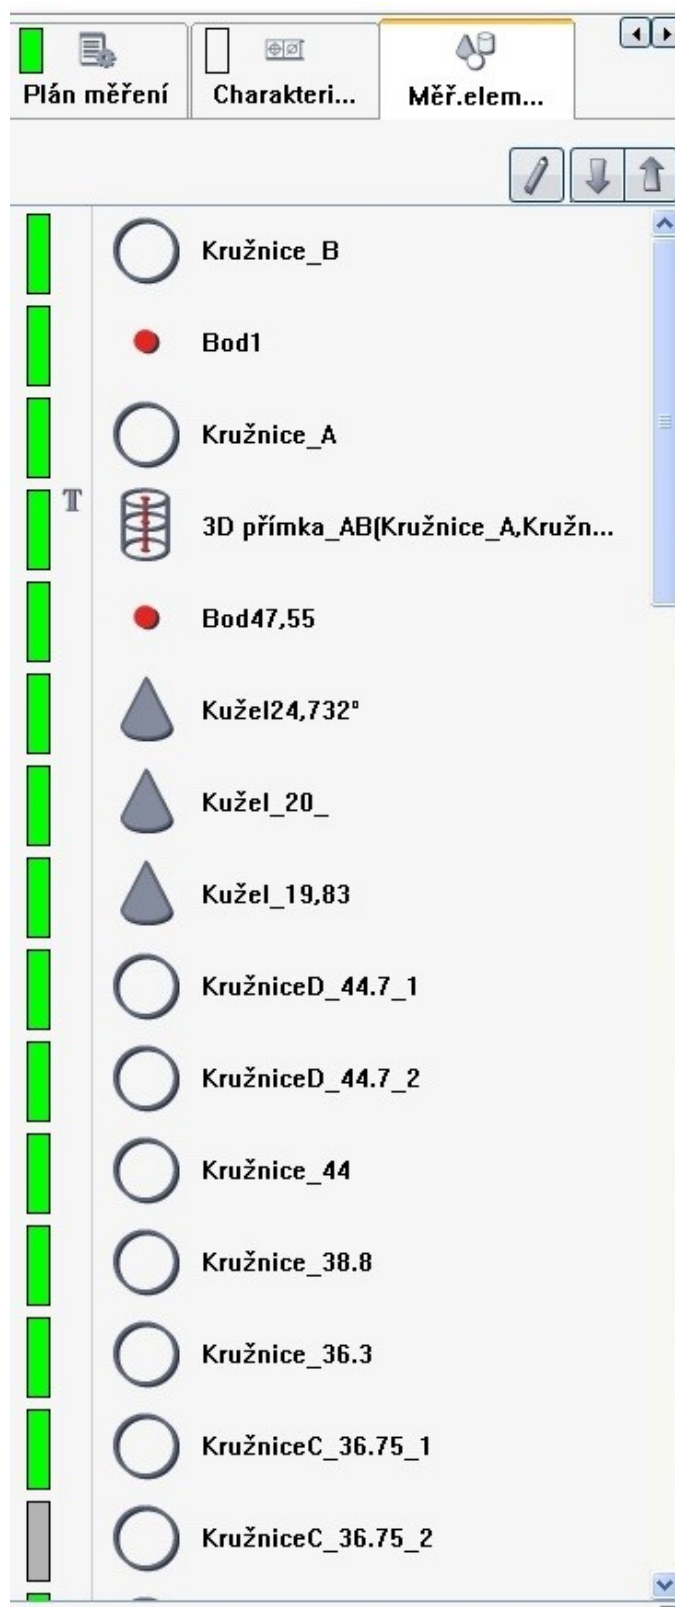 Plán měření
Charakteri...
Měř.elem...
Kružnice_B
Bod1
Kružnice_A
T
3D přímka_AB(Kružnice_A,Kružn...
Bod47,55
Kužel24,732°
Kužel_20_
Kužel_19,83
KružniceD_44.7_1
KružniceD_44.7_2
Kružnice_44
Kružnice_38.8
Kružnice_36.3
KružniceC_36.75_1
KružniceC_36.75_2